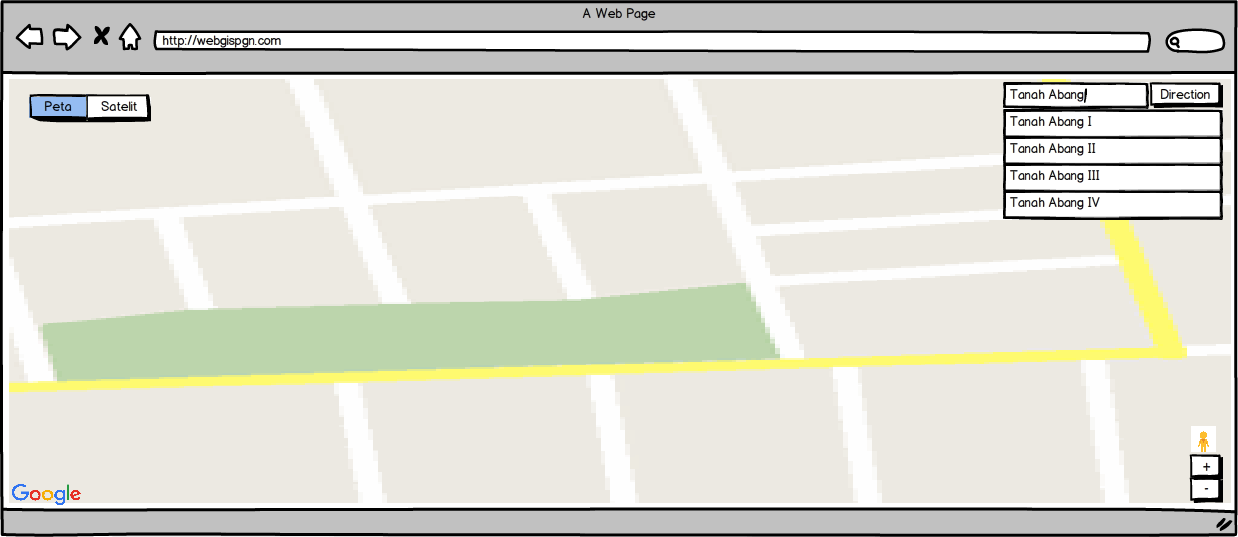 A Web Page
http://webgispgn.com
Peta Satelit
Tanah Abang Direction
Tanah Abang I
Tanah Abang II
Tanah Abang III
Tanah Abang IV
+
-
Google